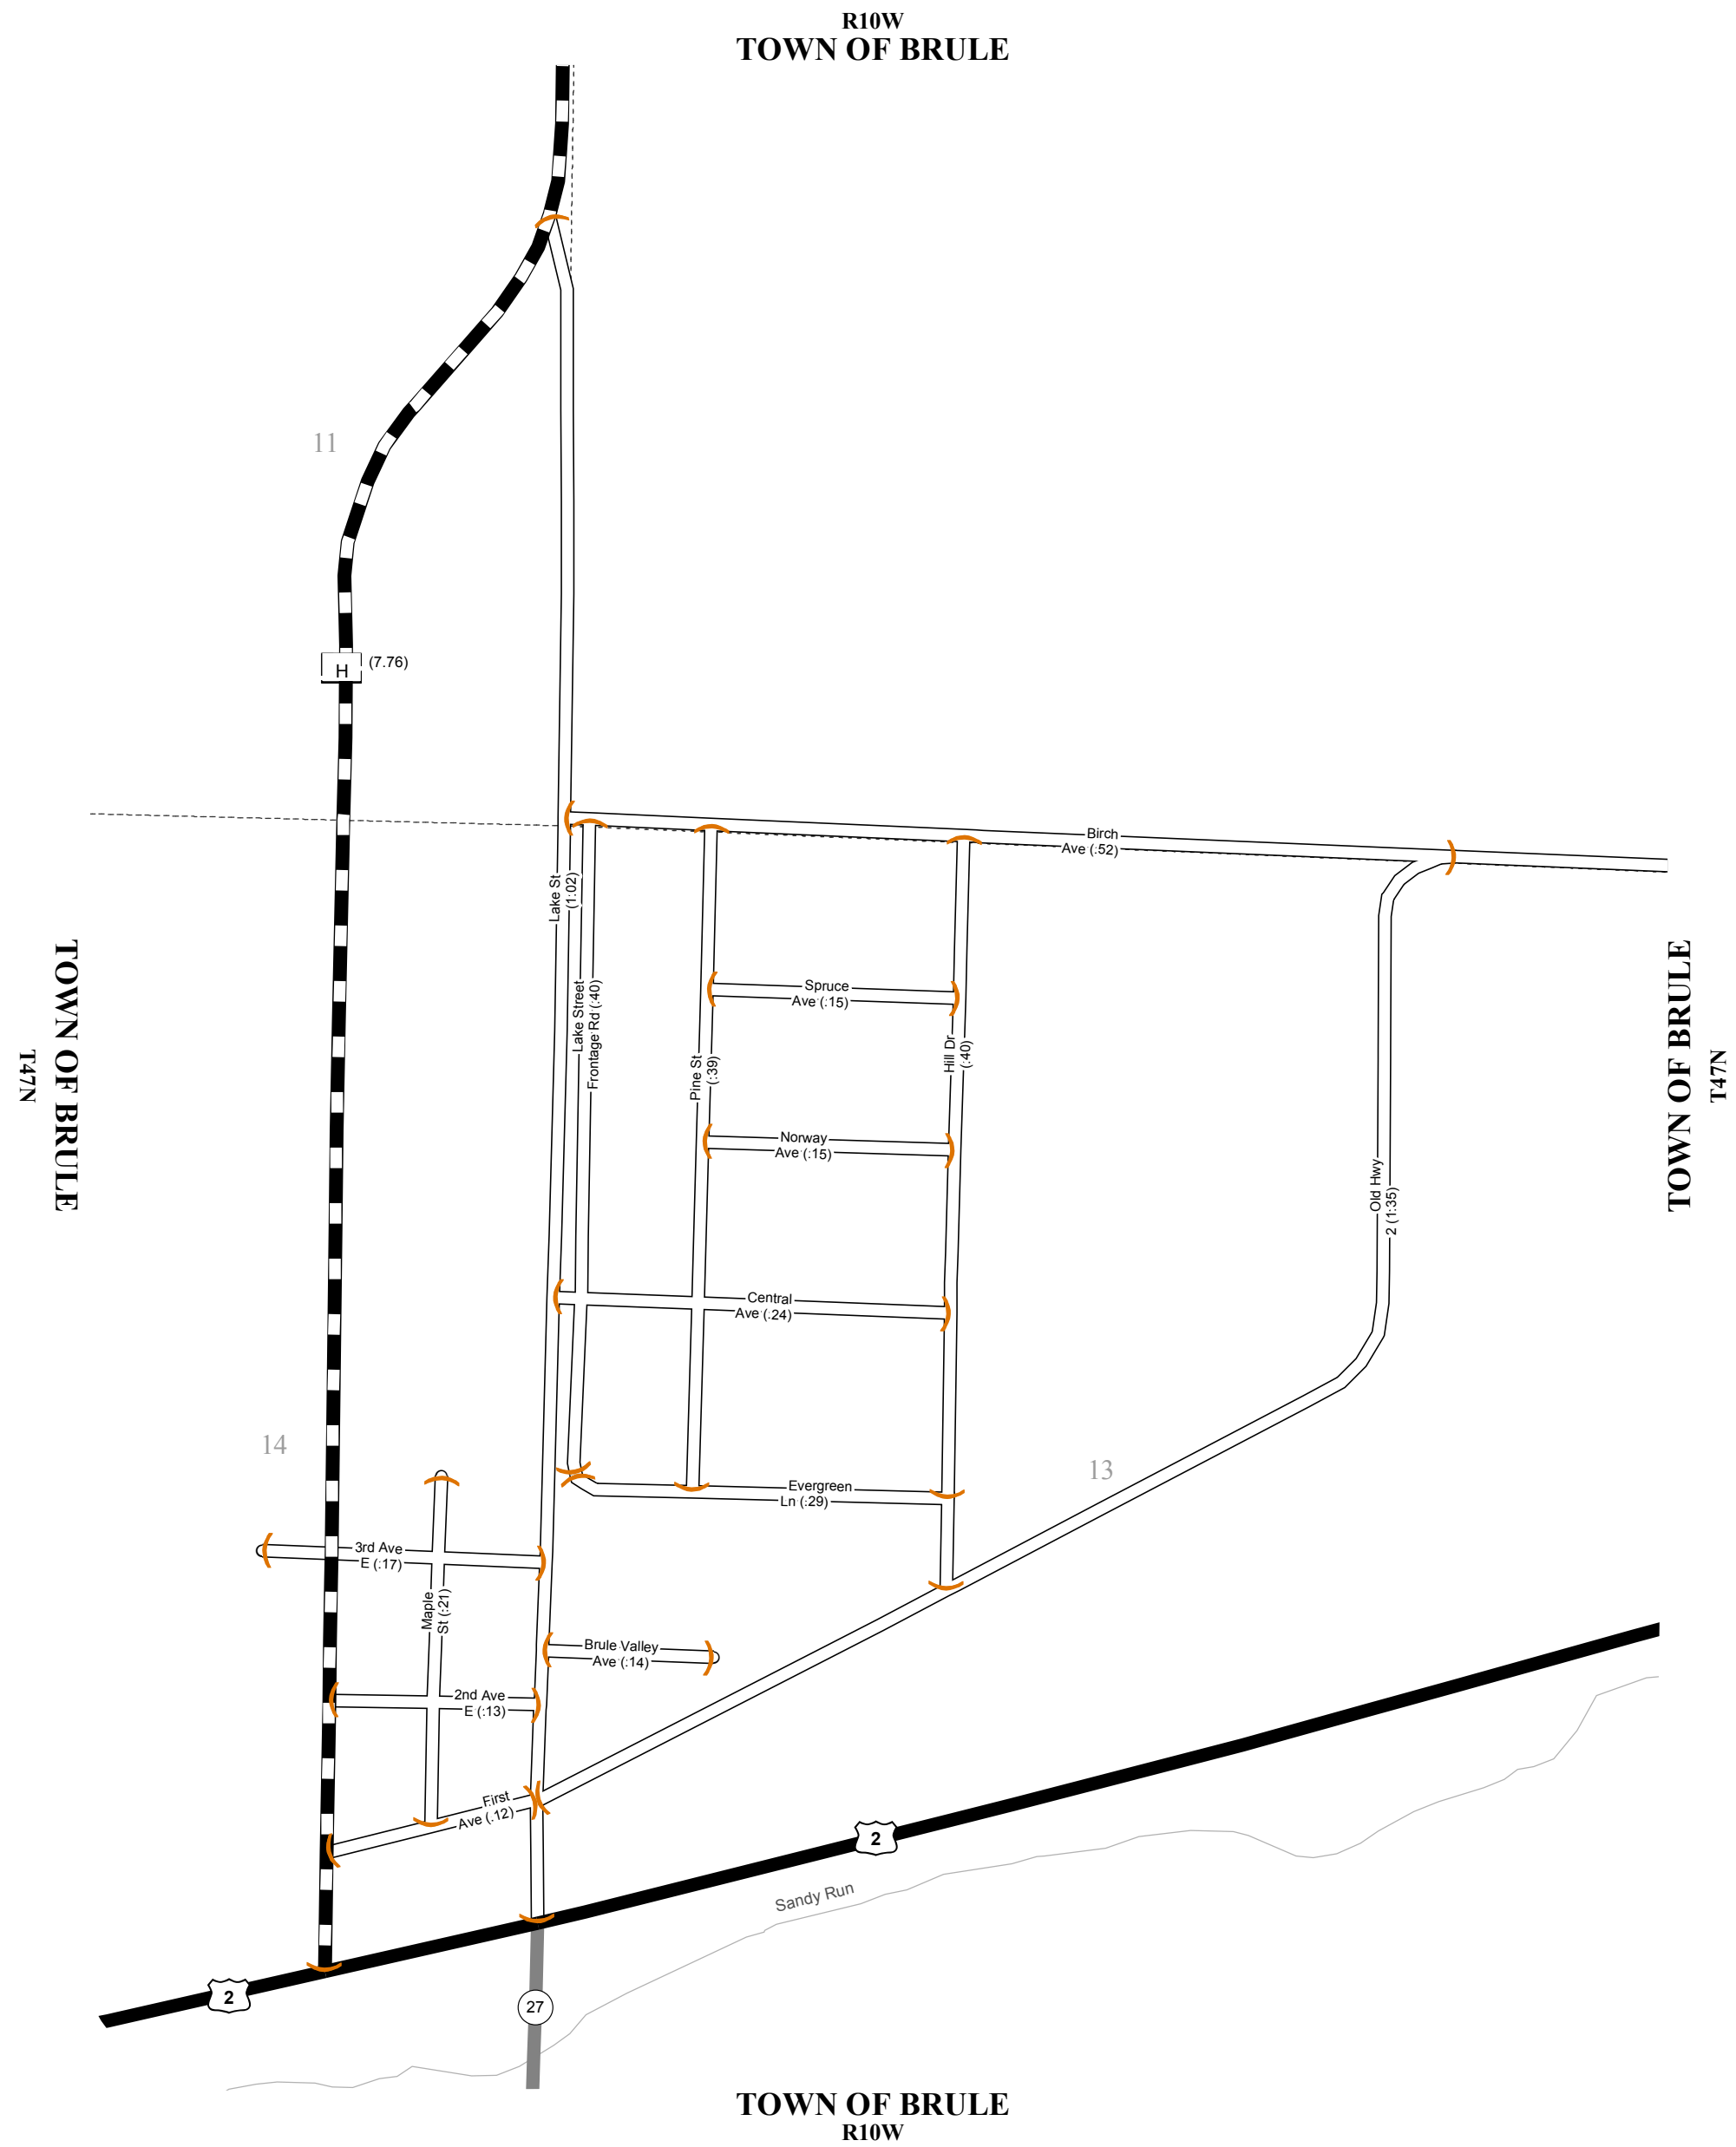 R10W
TOWN OF BRULE
11
H
(7.76)
Birch
Ave (.52)
Lake St
(1.02)
TOWN OF BRULE
T47N
TOWN OF BRULE
T47N
Lake Street
Frontage Rd (.40)
Spruce
Ave (.15)
Pine St
(.39)
Hill Dr
(.40)
Norway
Ave (.15)
Old Hwy
2 (1.35)
Central
Ave (.24)
14
13
Evergreen
Ln (.29)
3rd Ave
E (.17)
Maple
St (.21)
Brule Valley
Ave (.14)
2nd Ave
E (.13)
First
Ave (.12)
2
Sandy Run
2
27
TOWN OF BRULE
R10W